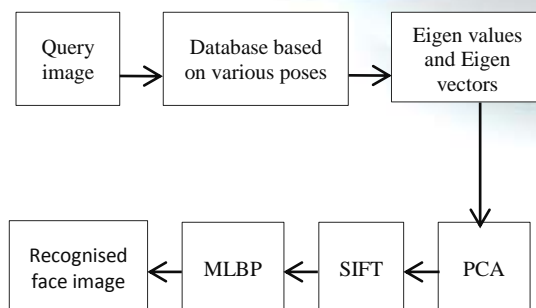 Query
image
Database based
on various poses
Eigen values
and Eigen
vectors
PCA
SIFT
MLBP
Recognised
face image